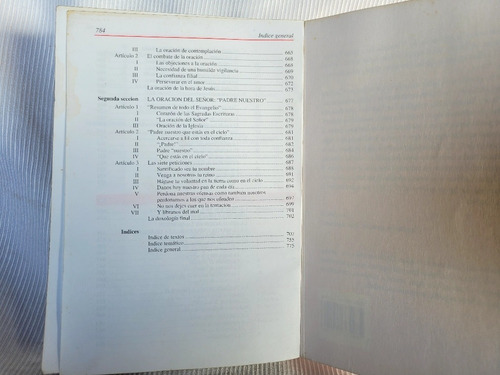 784 Indice general
III La oración de contemplación 665
Artículo 2 El combate de la oración 668
I Las objeciones a la oración 668
II Necesidad de una humilde vigilancia 669
III La confianza filial 670
IV Perseverar en el amor 672
La oración de la hora de Jesús 673
Segunda sección LA ORACION DEL SEÑOR: "PADRE NUESTRO" 677
Artículo 1 "Resumen de todo el Evangelio" 678
I Corazón de las Sagradas Escrituras 678
II "La oración del Señor" 679
III Oración de la Iglesia 679
Artículo 2 "Padre nuestro que estás en el cielo" 681
I Acercarse a Él con toda confianza 681
II "¡Padre!" 682
III Padre "nuestro" 684
IV "Que estás en el cielo" 686
Artículo 3 Las siete peticiones 687
I Santificado sea tu nombre 688
II Venga a nosotros tu reino 691
III Hágase tu voluntad en la tierra como en el cielo 692
IV Danos hoy nuestro pan de cada día 694
V Perdona nuestras ofensas como también nosotros
perdonamos a los que nos ofenden 697
VI No nos dejes caer en la tentación 699
VII Y líbranos del mal 701
La doxología final 702
Indices
Indice de textos 707
Indice temático 755
Indice general 775